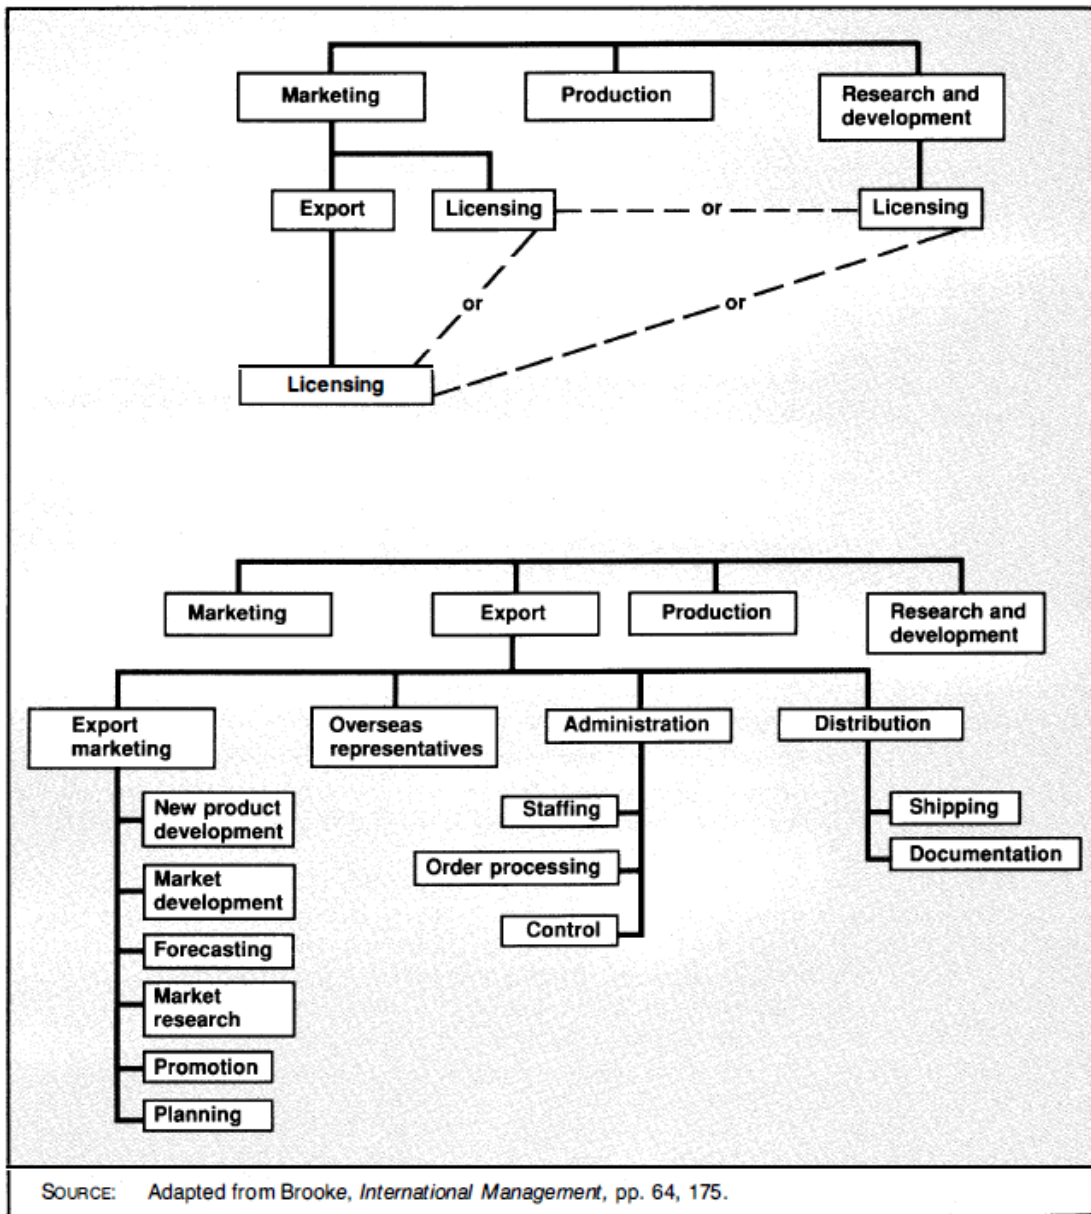 Marketing
Production
Research and
development
Export
Licensing
or
Licensing
or
or
Licensing
Marketing
Export
Production
Research and
development
Export
marketing
Overseas
representatives
Administration
Distribution
New product
development
Market
development
Forecasting
Market
research
Promotion
Planning
Staffing
Order processing
Control
Shipping
Documentation
SOURCE: Adapted from Brooke, International Management, pp. 64, 175.